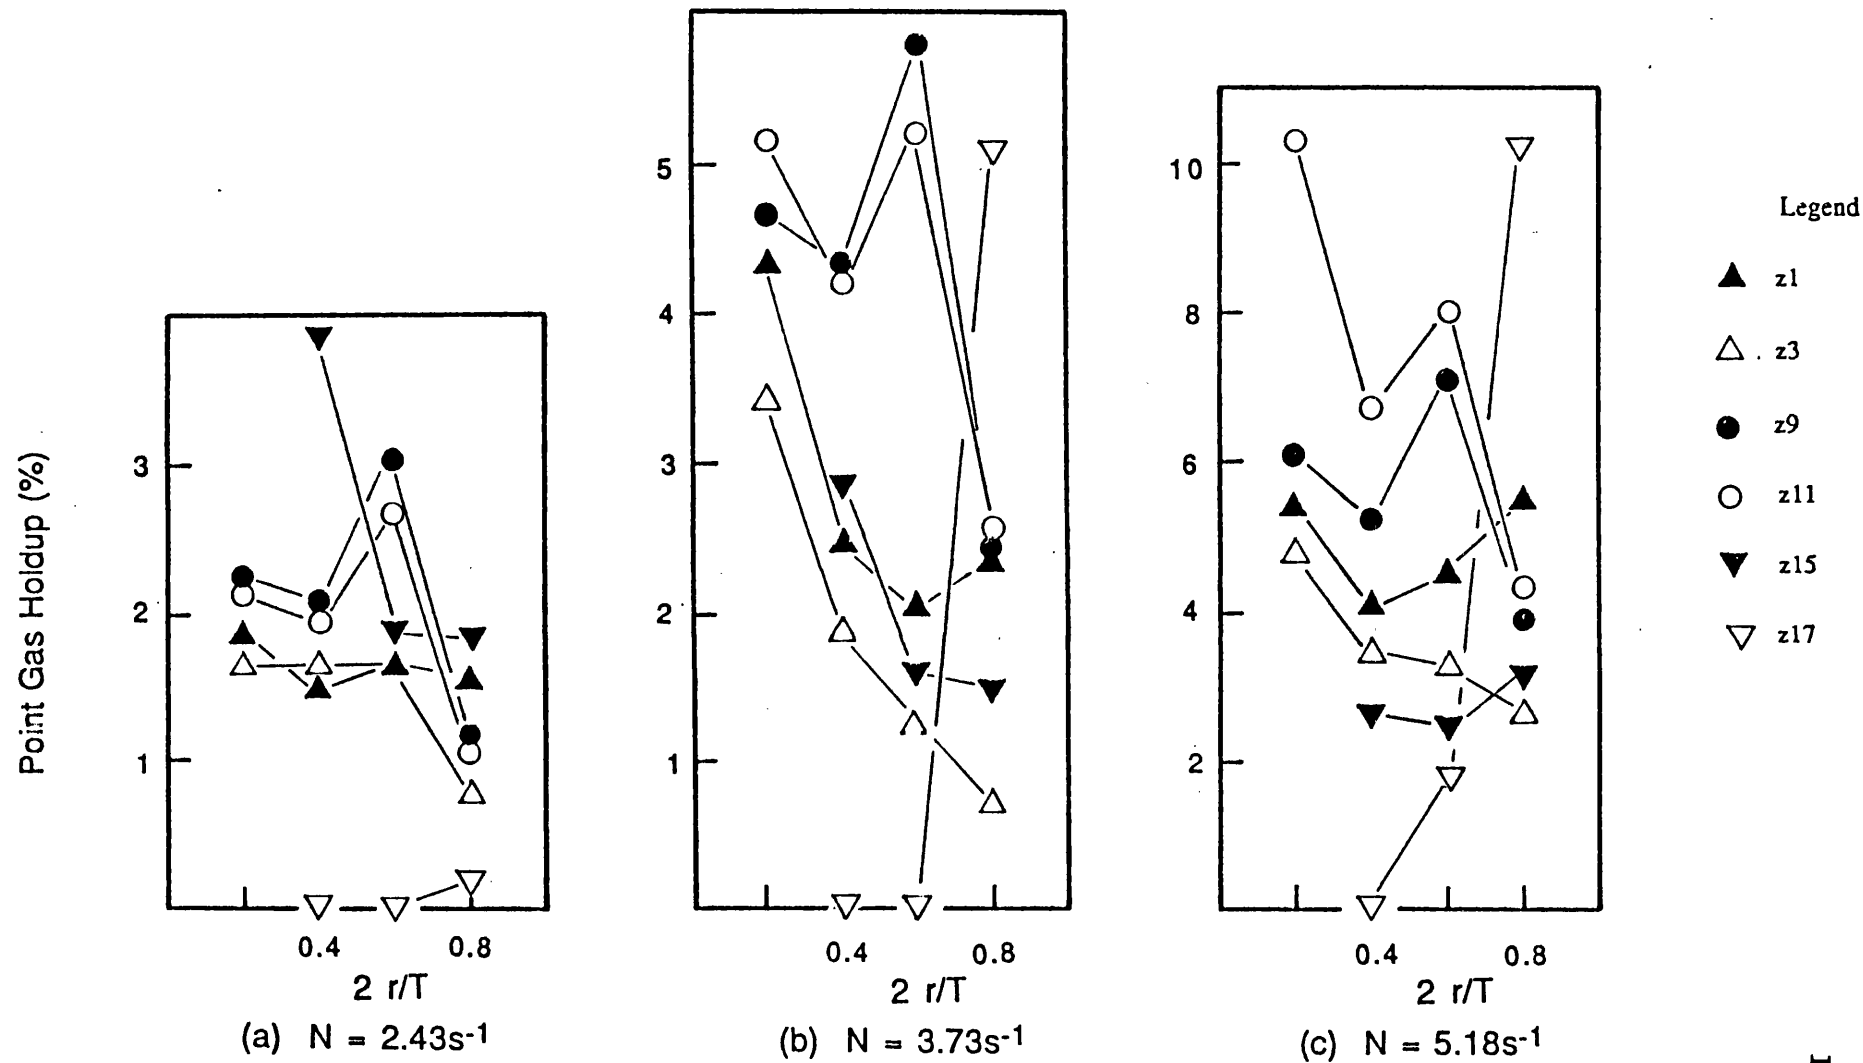 Point Gas Holdup (%)
3
2
1
0.4 0.8
2 r/T
(a) N = 2.43s-1
5
4
3
2
1
0.4 0.8
2 r/T
(b) N = 3.73s-1
10
8
6
4
2
0.4 0.8
2 r/T
(c) N = 5.18s-1
Legend
z1
z3
z9
z11
z15
z17